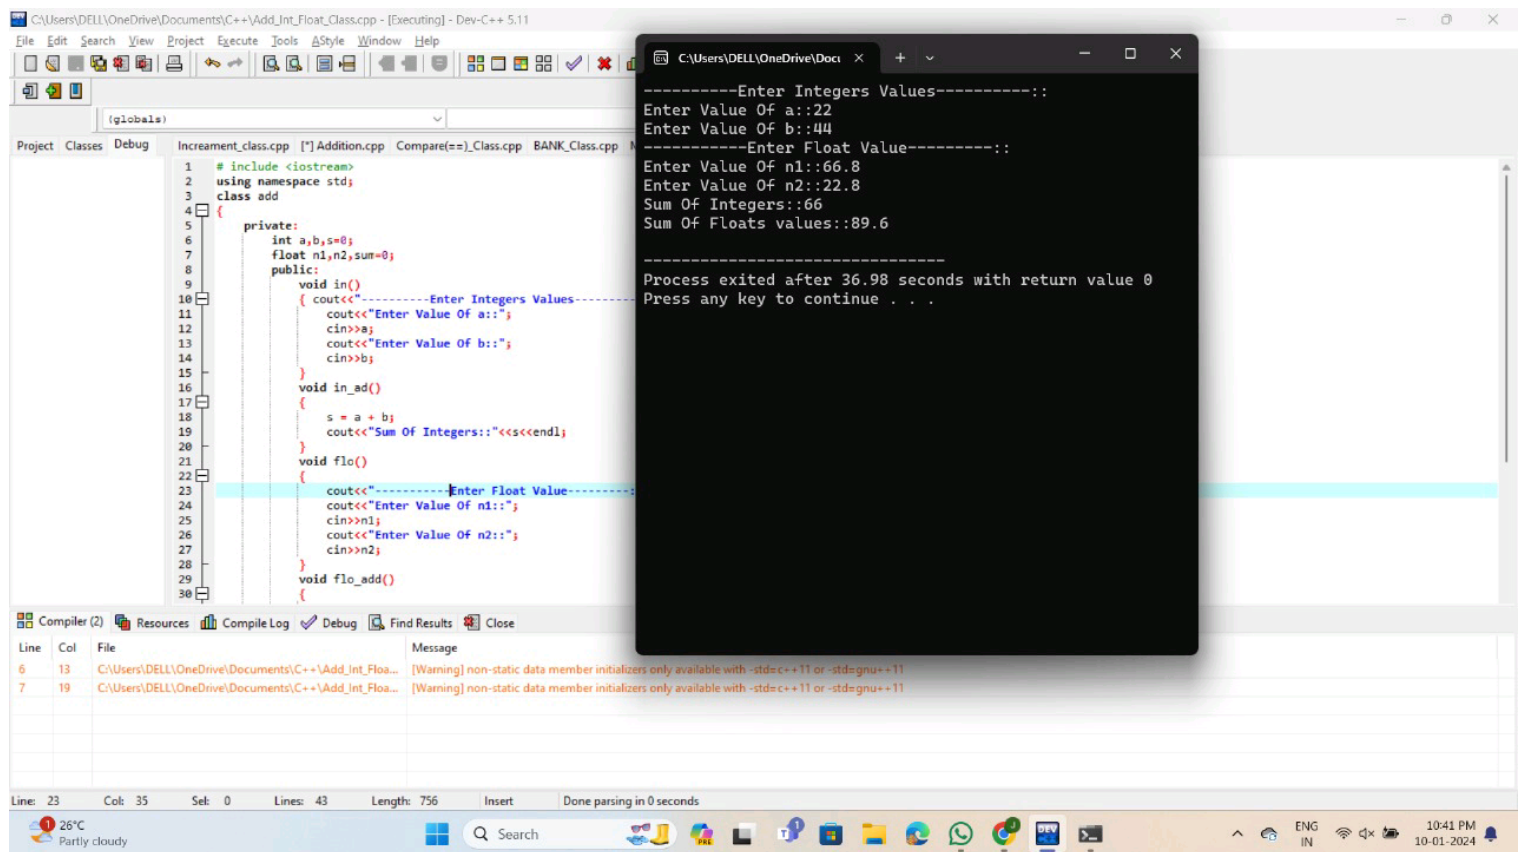 C:\Users\DELL\OneDrive\Documents\C++\Add_Int_Float_Class.cpp - [Executing] - Dev-C++ 5.11
File Edit Search View Project Execute Tools AStyle Window Help
(globals)
Project Classes Debug
Increament_class.cpp [*] Addition.cpp Compare(==)_Class.cpp BANK_Class.cpp
1 # include <iostream>
2 using namespace std;
3 class add
4 {
5 private:
6 int a,b,s=0;
7 float n1,n2,sum=0;
8 public:
9 void in()
10 { cout<<"----------Enter Integers Values---------
11 cout<<"Enter Value Of a::";
12 cin>>a;
13 cout<<"Enter Value Of b::";
14 cin>>b;
15 }
16 void in_ad()
17 {
18 s = a + b;
19 cout<<"Sum Of Integers::"<<s<<endl;
20 }
21 void flo()
22 {
23 cout<<"-----------Enter Float Value---------:
24 cout<<"Enter Value Of n1::";
25 cin>>n1;
26 cout<<"Enter Value Of n2::";
27 cin>>n2;
28 }
29 void flo_add()
30 {
C:\Users\DELL\OneDrive\Docu
----------Enter Integers Values----------::
Enter Value Of a::22
Enter Value Of b::44
-----------Enter Float Value---------::
Enter Value Of n1::66.8
Enter Value Of n2::22.8
Sum Of Integers::66
Sum Of Floats values::89.6
--------------------------------
Process exited after 36.98 seconds with return value 0
Press any key to continue . . .
Compiler (2) Resources Compile Log Debug Find Results Close
Line Col File Message
6 13 C:\Users\DELL\OneDrive\Documents\C++\Add_Int_Floa... [Warning] non-static data member initializers only available with -std=c++11 or -std=gnu++11
7 19 C:\Users\DELL\OneDrive\Documents\C++\Add_Int_Floa... [Warning] non-static data member initializers only available with -std=c++11 or -std=gnu++11
Line: 23 Col: 35 Sel: 0 Lines: 43 Length: 756 Insert Done parsing in 0 seconds
1 26°C
Partly cloudy
Search
PRE
DEV
ENG
IN
10:41 PM
10-01-2024